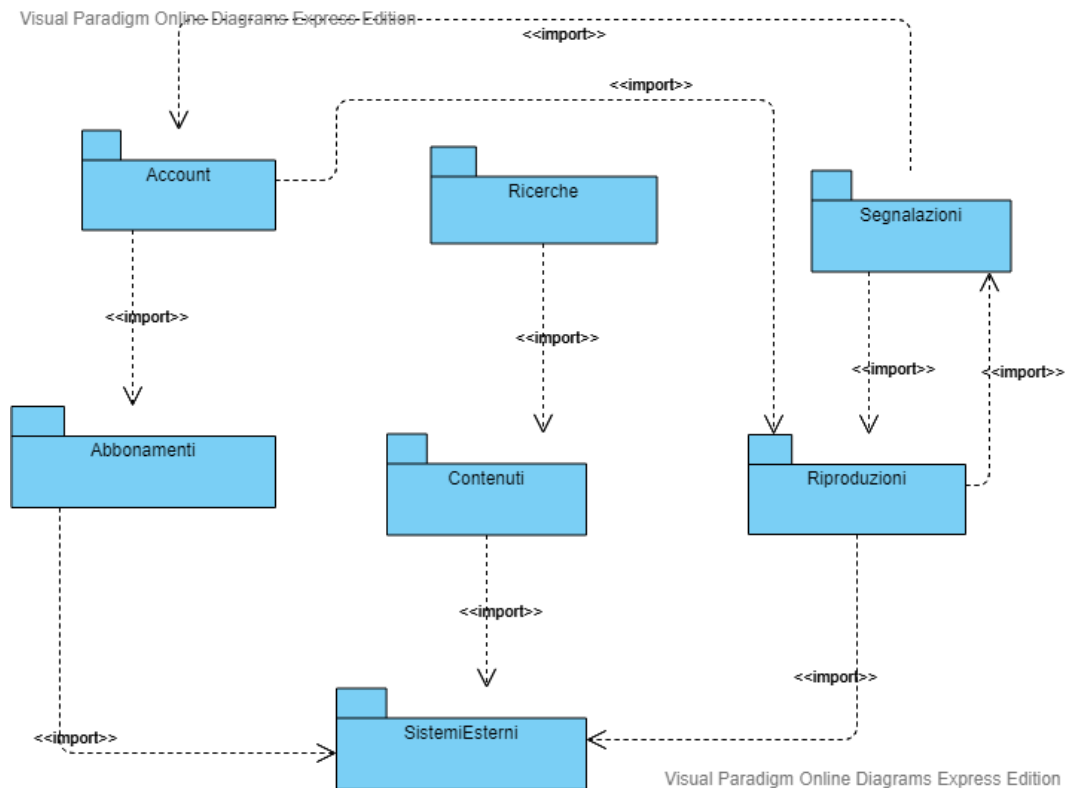 Visual Paradigm Online Diagrams Express Edition
<<import>>
<<import>>
Account
Ricerche
Segnalazioni
<<import>>
<<import>>
<<import>>
<<import>>
Abbonamenti
Contenuti
Riproduzioni
<<import>>
<<import>>
<<import>>
SistemiEsterni
Visual Paradigm Online Diagrams Express Edition